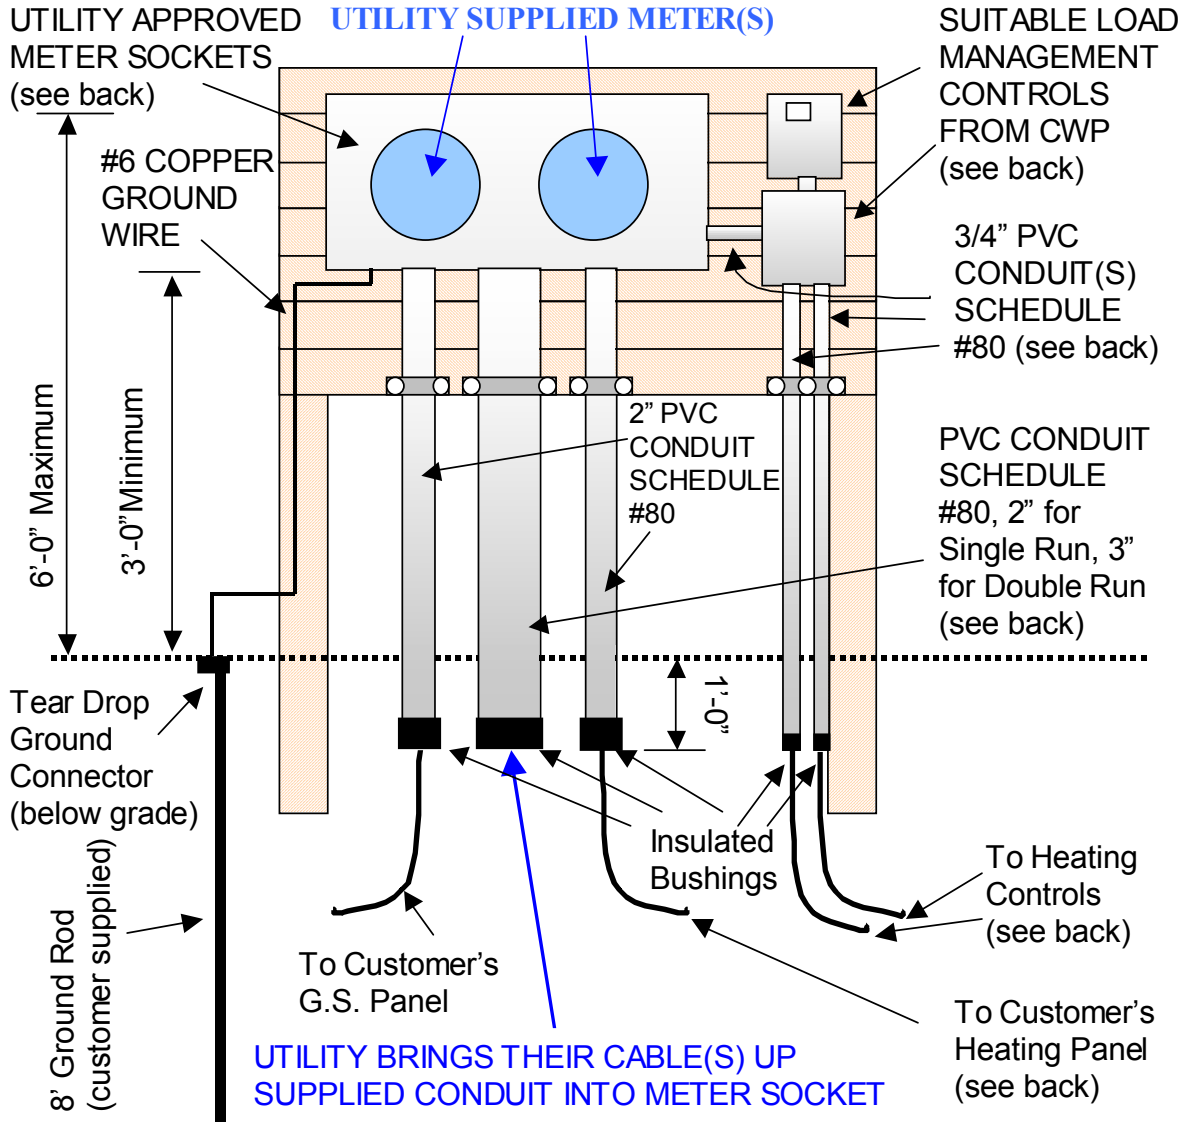 UTILITY APPROVED
METER SOCKETS
(see back)
UTILITY SUPPLIED METER(S)
SUITABLE LOAD
MANAGEMENT
CONTROLS
FROM CWP
(see back)
#6 COPPER
GROUND
WIRE
3/4” PVC
CONDUIT(S)
SCHEDULE
#80 (see back)
6’-0” Maximum
3’-0”Minimum
2” PVC
CONDUIT
SCHEDULE
#80
PVC CONDUIT
SCHEDULE
#80, 2” for
Single Run, 3”
for Double Run
(see back)
1’-0”
Tear Drop
Ground
Connector
(below grade)
Insulated
Bushings
To Heating
Controls
(see back)
8’ Ground Rod
(customer supplied)
To Customer’s
G.S. Panel
To Customer’s
Heating Panel
(see back)
UTILITY BRINGS THEIR CABLE(S) UP
SUPPLIED CONDUIT INTO METER SOCKET